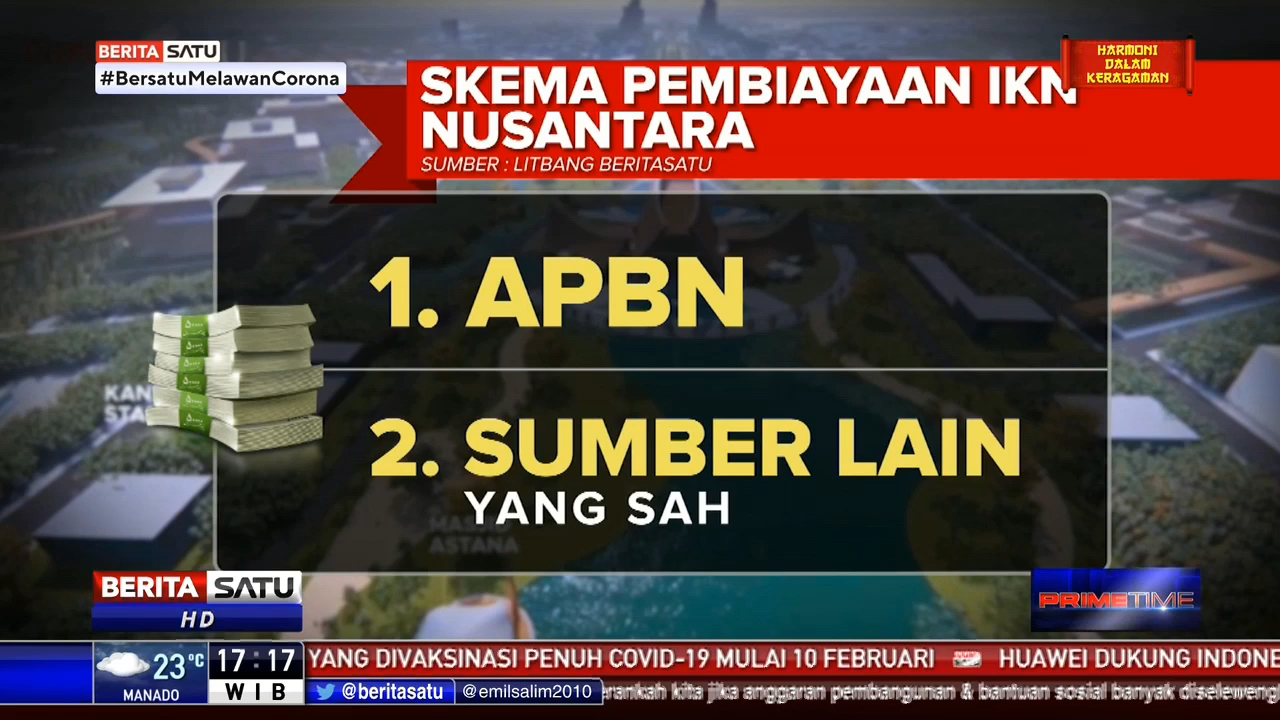 BERITA SATU
#BersatuMelawanCorona
HARMONI
DALAM
KERAGAMAN
SKEMA PEMBIAYAAN IKN
NUSANTARA
SUMBER : LITBANG BERITASATU
1. APBN
2. SUMBER LAIN
YANG SAH
ASTANA
BERITA SATU
HD
PRIMETIME
23°C
MANADO
17:17
WIB
YANG DIVAKSINASI PENUH COVID-19 MULAI 10 FEBRUARI
HUAWEI DUKUNG INDONE
@beritasatu
@emilsalim2010
kita jika anggaran pembangunan & bantuan sosial banyak